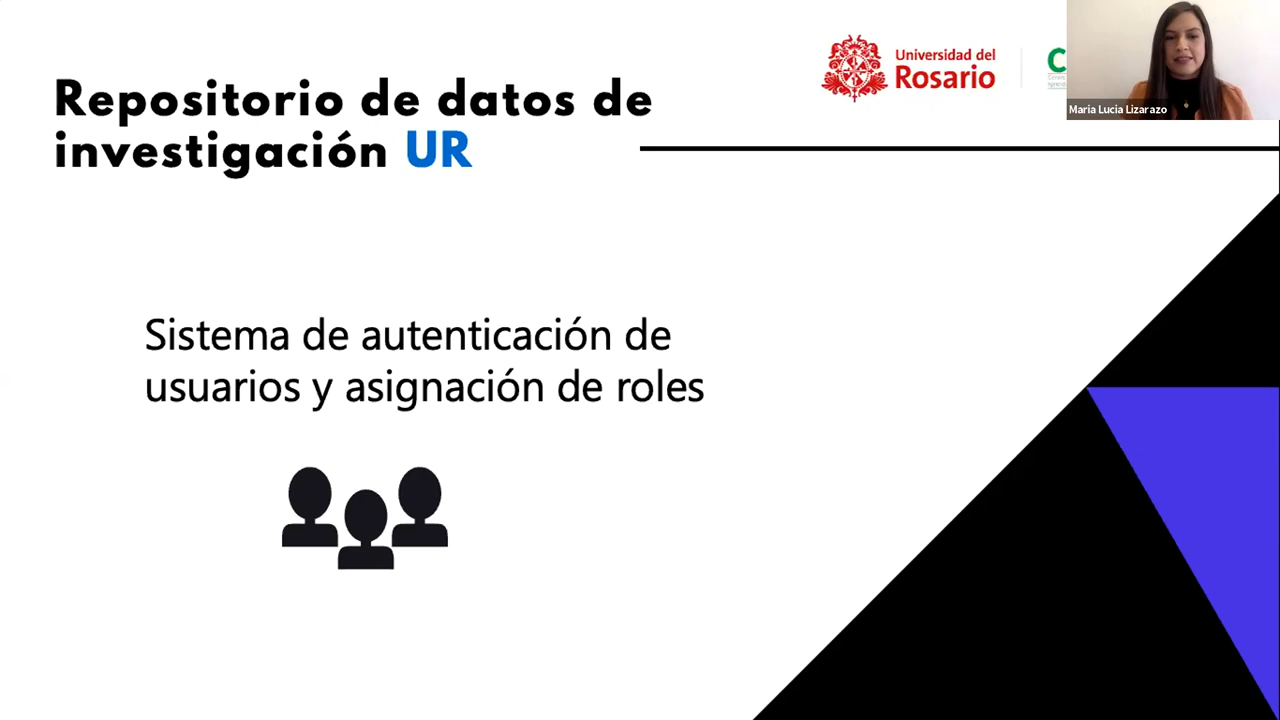 Repositorio de datos de
investigación UR
Universidad del
Rosario
Maria Lucia Lizarazo
Sistema de autenticación de
usuarios y asignación de roles